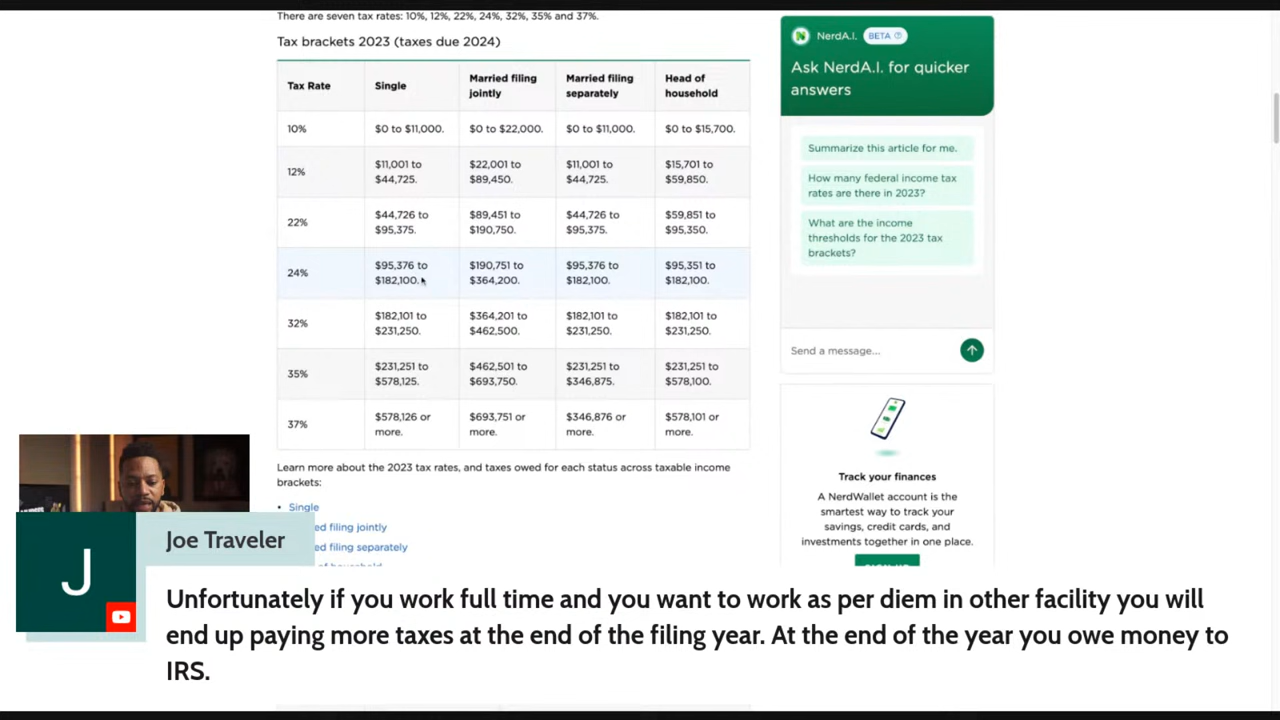 There are seven tax rates: 10%, 12%, 22%, 24%, 32%, 35% and 37%.
Tax brackets 2023 (taxes due 2024)
Tax Rate Single Married filing jointly Married filing separately Head of household
10% $0 to $11,000. $0 to $22,000. $0 to $11,000. $0 to $15,700.
12% $11,001 to $44,725. $22,001 to $89,450. $11,001 to $44,725. $15,701 to $59,850.
22% $44,726 to $95,375. $89,451 to $190,750. $44,726 to $95,375. $59,851 to $95,350.
24% $95,376 to $182,100. $190,751 to $364,200. $95,376 to $182,100. $95,351 to $182,100.
32% $182,101 to $231,250. $364,201 to $462,500. $182,101 to $231,250. $182,101 to $231,250.
35% $231,251 to $578,125. $462,501 to $693,750. $231,251 to $346,875. $231,251 to $578,100.
37% $578,126 or more. $693,751 or more. $346,876 or more. $578,101 or more.
Learn more about the 2023 tax rates, and taxes owed for each status across taxable income
brackets:
• Single
ed filing jointly
ed filing separately
NerdA.I. BETA
Ask NerdA.I. for quicker
answers
Summarize this article for me.
How many federal income tax
rates are there in 2023?
What are the income
thresholds for the 2023 tax
brackets?
Send a message...
Track your finances
A NerdWallet account is the
smartest way to track your
savings, credit cards, and
investments together in one place.
J
Joe Traveler
Unfortunately if you work full time and you want to work as per diem in other facility you will
end up paying more taxes at the end of the filing year. At the end of the year you owe money to
IRS.